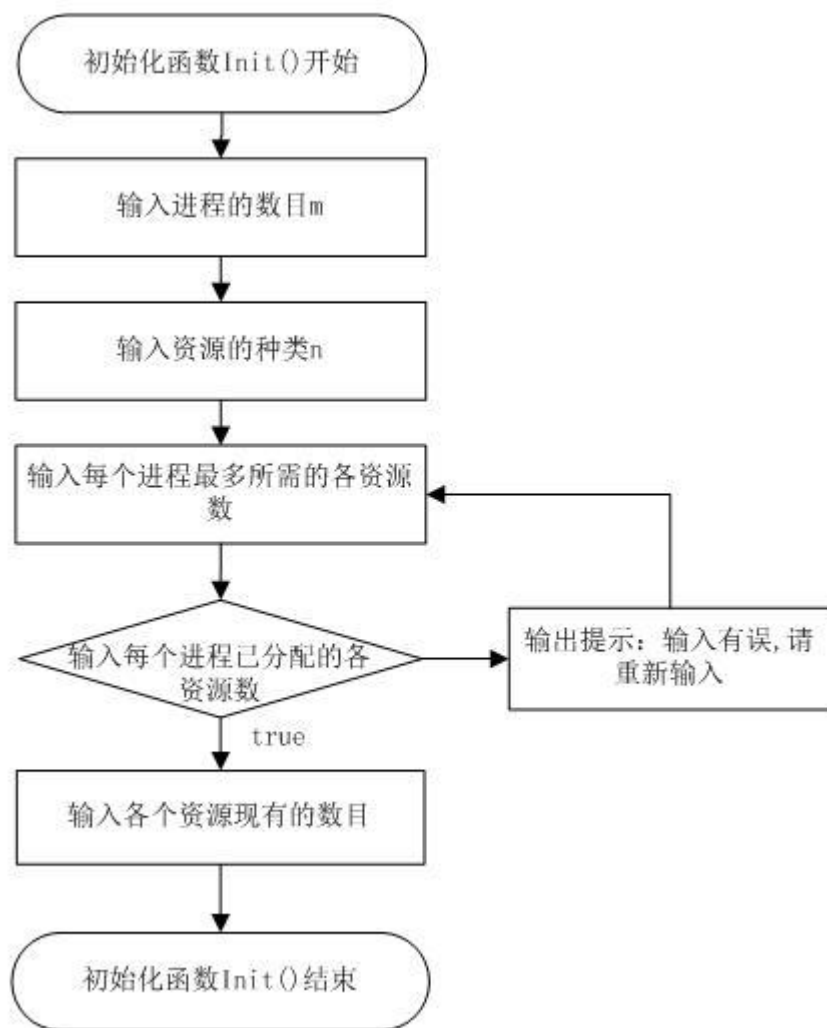 初始化函数Init()开始
输入进程的数目m
输入资源的种类n
输入每个进程最多所需的各资源
数
输入每个进程已分配的各
资源数
输出提示：输入有误,请
重新输入
true
输入各个资源现有的数目
初始化函数Init()结束